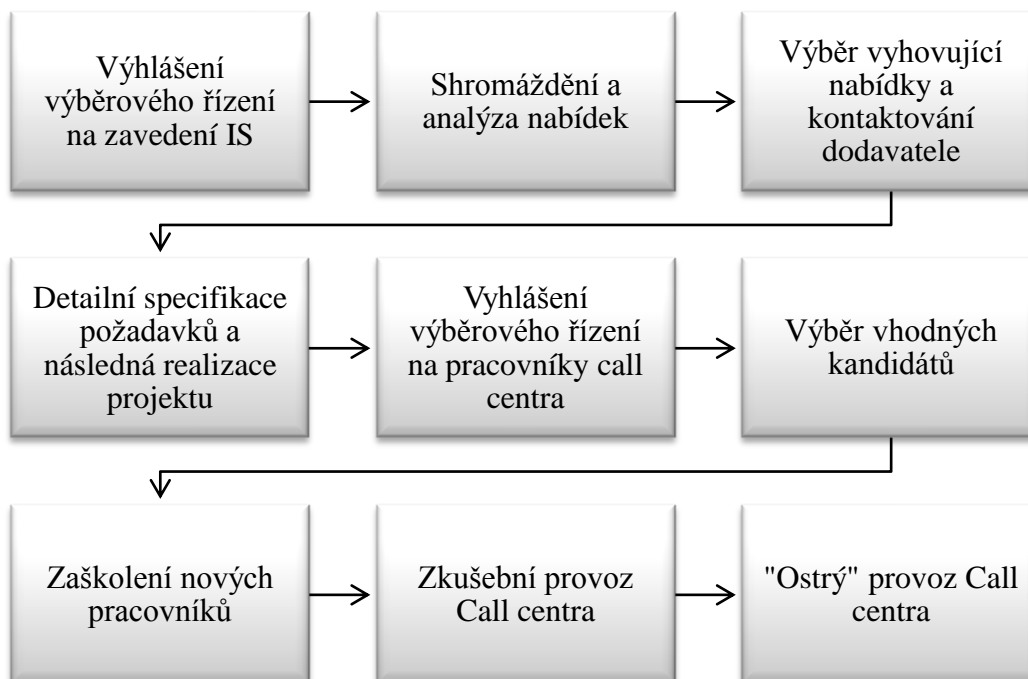 Výhlášení
výběrového řízení
na zavedení IS
Shromáždění a
analýza nabídek
Výběr vyhovující
nabídky a
kontaktování
dodavatele
Detailní specifikace
požadavků a
následná realizace
projektu
Vyhlášení
výběrového řízení
na pracovníky call
centra
Výběr vhodných
kandidátů
Zaškolení nových
pracovníků
Zkušební provoz
Call centra
"Ostrý" provoz Call
centra